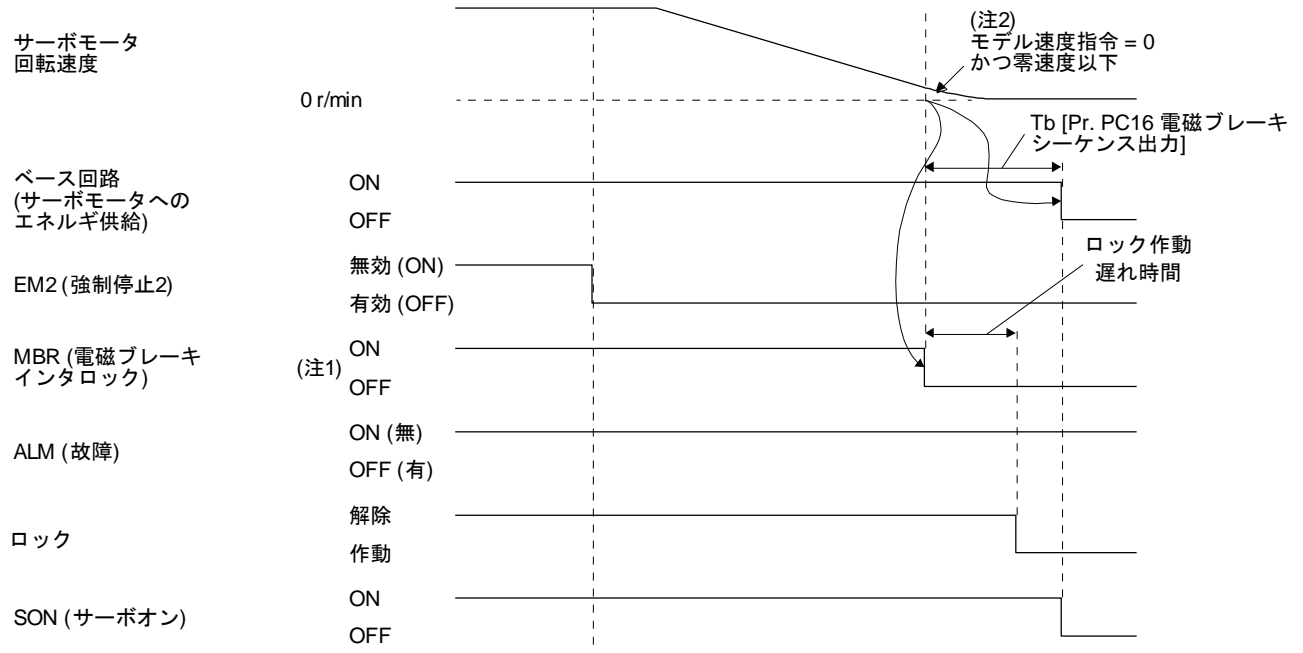 (注2)
モデル速度指令 = 0
かつ零速度以下
サーボモータ
回転速度
0 r/min
Tb [Pr. PC16 電磁ブレーキ
シーケンス出力]
ベース回路
(サーボモータへの
エネルギ供給)
ON
OFF
ロック作動
遅れ時間
EM2 (強制停止2)
無効 (ON)
有効 (OFF)
MBR (電磁ブレーキ
インタロック)
(注1)
ON
OFF
ALM (故障)
ON (無)
OFF (有)
ロック
解除
作動
SON (サーボオン)
ON
OFF